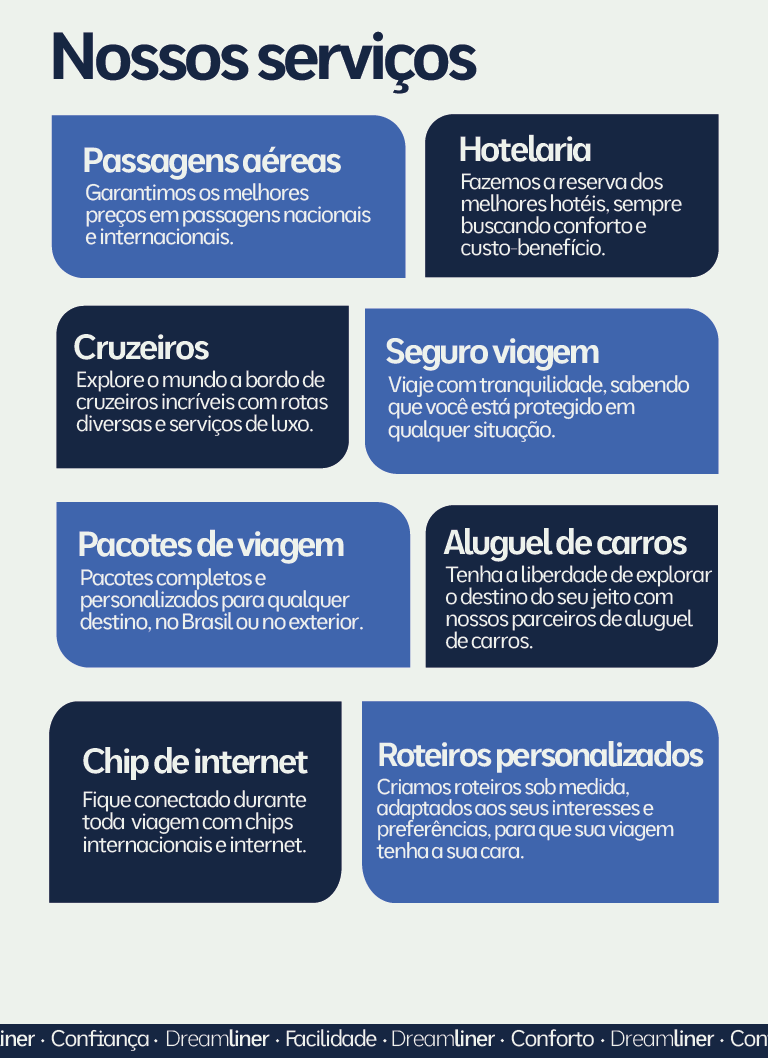 Nossos serviços
Passagens aéreas
Garantimos os melhores
preços em passagens nacionais
e internacionais.
Hotelaria
Fazemos a reserva dos
melhores hotéis, sempre
buscando conforto e
custo-benefício.
Cruzeiros
Explore o mundo a bordo de
cruzeiros incríveis com rotas
diversas e serviços de luxo.
Seguro viagem
Viaje com tranquilidade, sabendo
que você está protegido em
qualquer situação.
Pacotes de viagem
Pacotes completos e
personalizados para qualquer
destino, no Brasil ou no exterior.
Aluguel de carros
Tenha a liberdade de explorar
o destino do seu jeito com
nossos parceiros de aluguel
de carros.
Chip de internet
Fique conectado durante
toda viagem com chips
internacionais e internet.
Roteiros personalizados
Criamos roteiros sob medida,
adaptados aos seus interesses e
preferências, para que sua viagem
tenha a sua cara.
iner · Confiança · Dreamliner · Facilidade · Dreamliner · Conforto · Dreamliner · Con